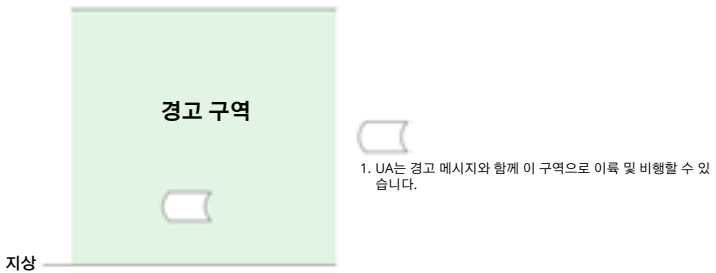 경고 구역
1. UA는 경고 메시지와 함께 이 구역으로 이륙 및 비행할 수 있
습니다.
지상